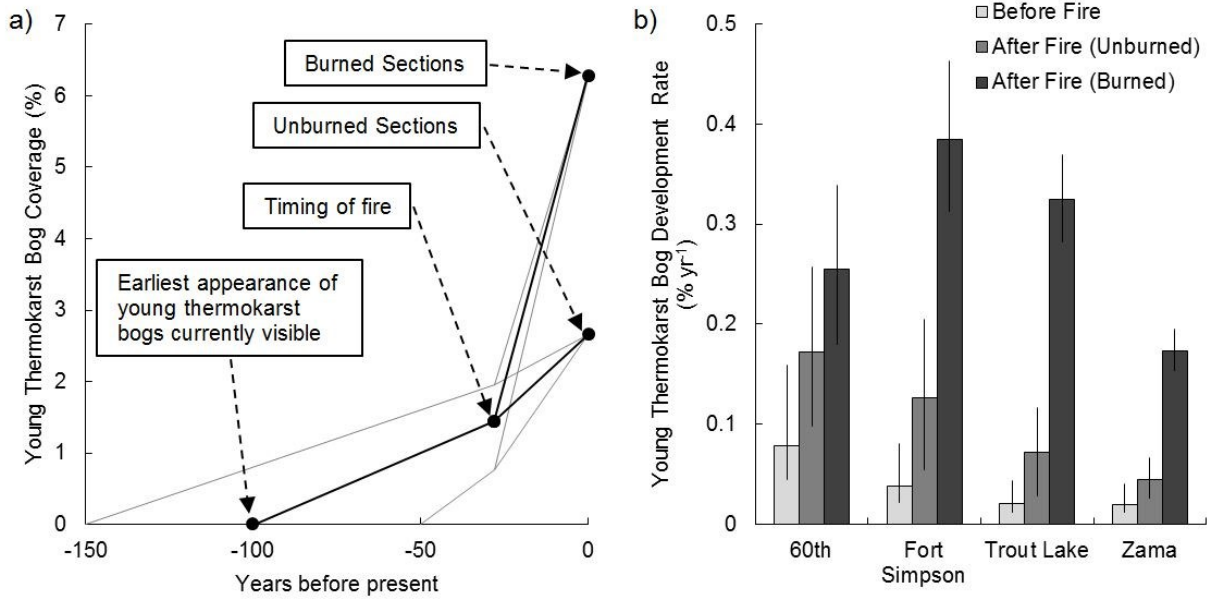 a)
Young Thermokarst Bog Coverage (%)
7
6
5
4
3
2
1
0
-150
-100
-50
0
Years before present
Burned Sections
Unburned Sections
Timing of fire
Earliest appearance of
young thermokarst
bogs currently visible
b)
Young Thermokarst Bog Development Rate
(% yr-1)
0.5
0.4
0.3
0.2
0.1
0
Before Fire
After Fire (Unburned)
After Fire (Burned)
60th
Fort
Simpson
Trout Lake
Zama